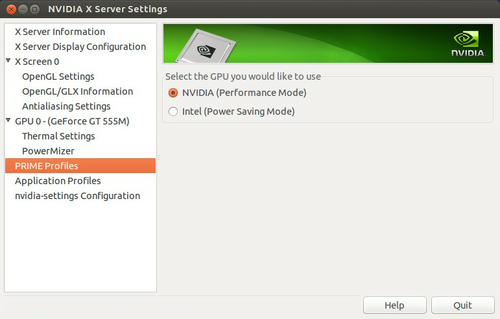 NVIDIA X Server Settings
X Server Information
X Server Display Configuration
X Screen 0
OpenGL Settings
OpenGL/GLX Information
Antialiasing Settings
GPU 0 - (GeForce GT 555M)
Thermal Settings
PowerMizer
PRIME Profiles
Application Profiles
nvidia-settings Configuration
NVIDIA
Select the GPU you would like to use
NVIDIA (Performance Mode)
Intel (Power Saving Mode)
Help
Quit